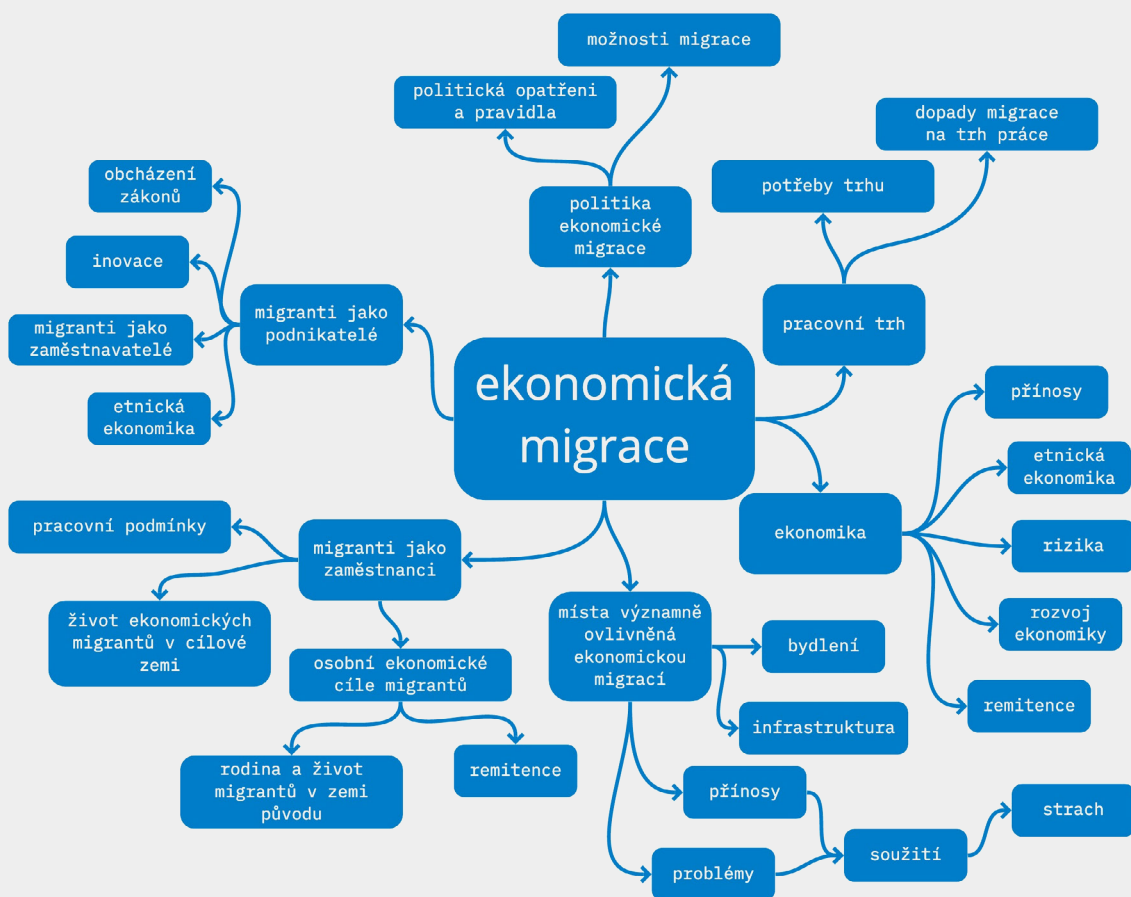 možnosti migrace
politická opatřeni
a pravidla
dopady migrace
na trh práce
obcházení
zákonů
potřeby trhu
politika
ekonomické
migrace
inovace
migranti jako
podnikatelé
pracovní trh
migranti jako
zaměstnavatelé
ekonomická
migrace
přínosy
etnická
ekonomika
etnická
ekonomika
pracovní podmínky
migranti jako
zaměstnanci
ekonomika
rizika
život ekonomických
migrantů v cílové
zemi
místa významně
ovlivněná
ekonomickou
migrací
rozvoj
ekonomiky
bydlení
osobní ekonomické
cíle migrantů
remitence
infrastruktura
rodina a život
migrantů v zemi
původu
remitence
přínosy
strach
soužití
problémy